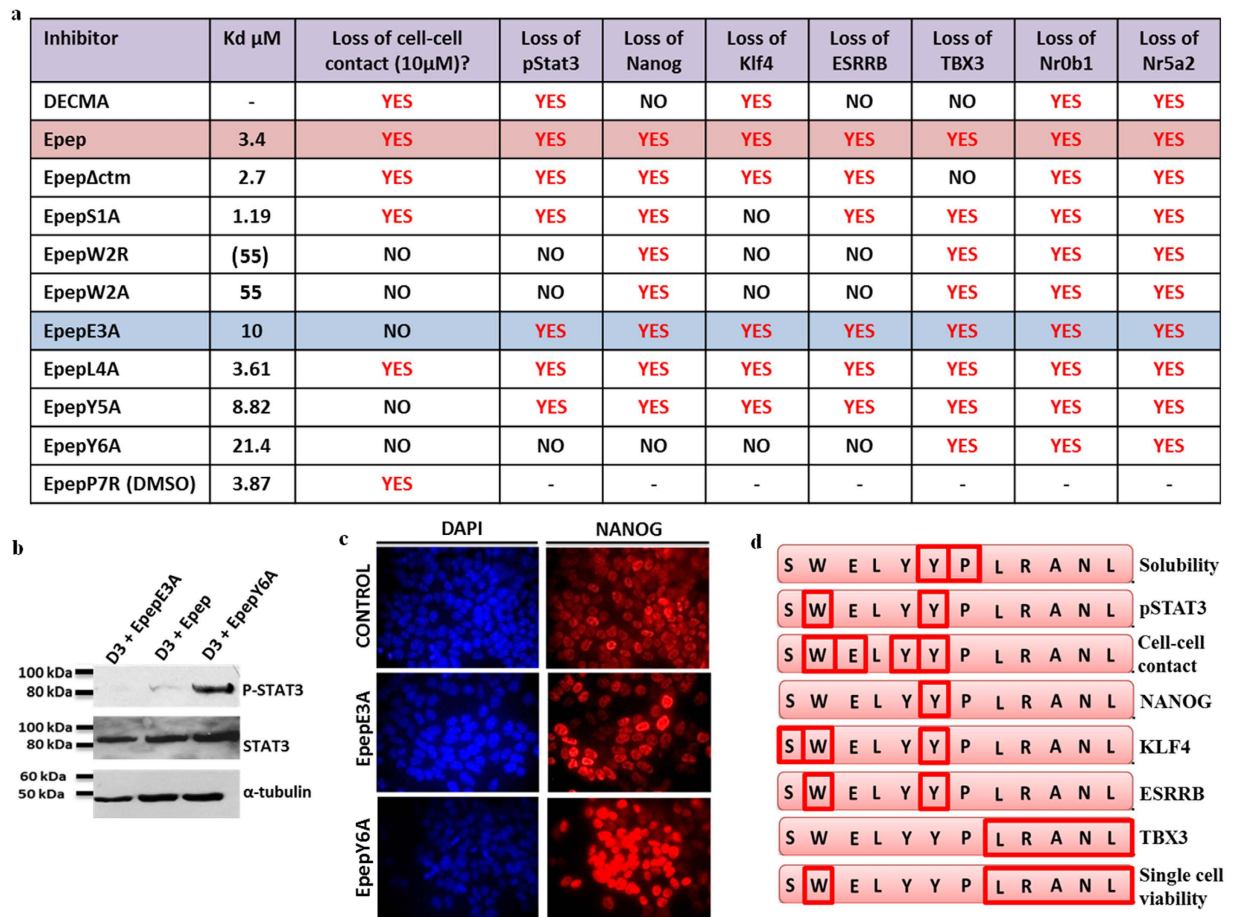 a
Inhibitor Kd µM Loss of cell-cell contact (10µM)? Loss of pStat3 Loss of Nanog Loss of Klf4 Loss of ESRRB Loss of TBX3 Loss of Nr0b1 Loss of Nr5a2
DECMA - YES YES NO YES NO NO YES YES
Epep 3.4 YES YES YES YES YES YES YES YES
EpepΔctm 2.7 YES YES YES YES YES NO YES YES
EpepS1A 1.19 YES YES YES NO YES YES YES YES
EpepW2R (55) NO NO YES NO NO YES YES YES
EpepW2A 55 NO NO YES NO NO YES YES YES
EpepE3A 10 NO YES YES YES YES YES YES YES
EpepL4A 3.61 YES YES YES YES YES YES YES YES
EpepY5A 8.82 NO YES YES YES YES YES YES YES
EpepY6A 21.4 NO NO NO NO NO YES YES YES
EpepP7R (DMSO) 3.87 YES - - - - - - -
b
D3 + EpepE3A
D3 + Epep
D3 + EpepY6A
100 kDa
80 kDa
P-STAT3
100 kDa
80 kDa
STAT3
60 kDa
50 kDa
α-tubulin
c
DAPI NANOG
CONTROL
EpepE3A
EpepY6A
d
S W E L Y Y P L R A N L Solubility
S W E L Y Y P L R A N L pSTAT3
S W E L Y Y P L R A N L Cell-cell
contact
S W E L Y Y P L R A N L NANOG
S W E L Y Y P L R A N L KLF4
S W E L Y Y P L R A N L ESRRB
S W E L Y Y P L R A N L TBX3
S W E L Y Y P L R A N L Single cell
viability